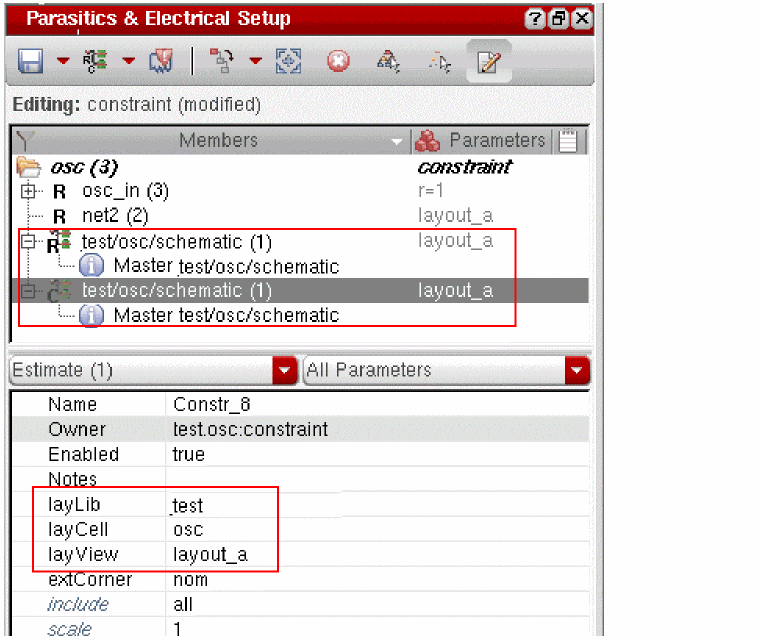 Parasitics & Electrical Setup
Editing: constraint (modified)
Members Parameters
osc (3) constraint
R osc_in (3) r=1
R net2 (2) layout_a
test/osc/schematic (1) layout_a
Master test/osc/schematic
test/osc/schematic (1) layout_a
Master test/osc/schematic
Estimate (1) All Parameters
Name Constr_8
Owner test.osc:constraint
Enabled true
Notes
layLib test
layCell osc
layView layout_a
extCorner nom
include all
scale 1